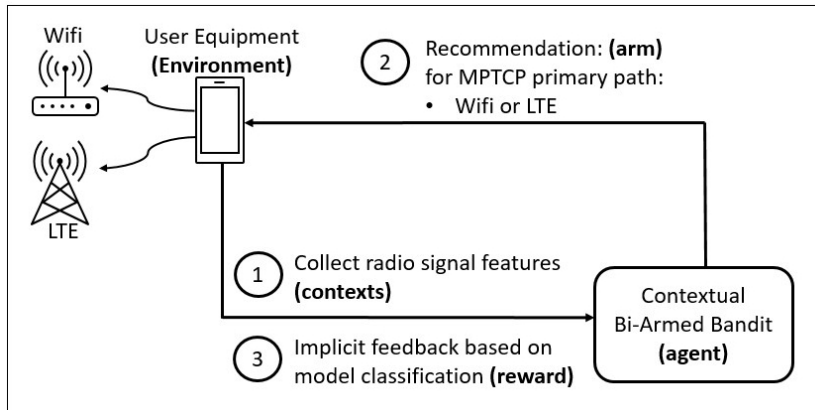 Wifi
User Equipment
(Environment)
2
Recommendation: (arm)
for MPTCP primary path:
• Wifi or LTE
LTE
1
Collect radio signal features
(contexts)
Contextual
Bi-Armed Bandit
(agent)
3
Implicit feedback based on
model classification (reward)